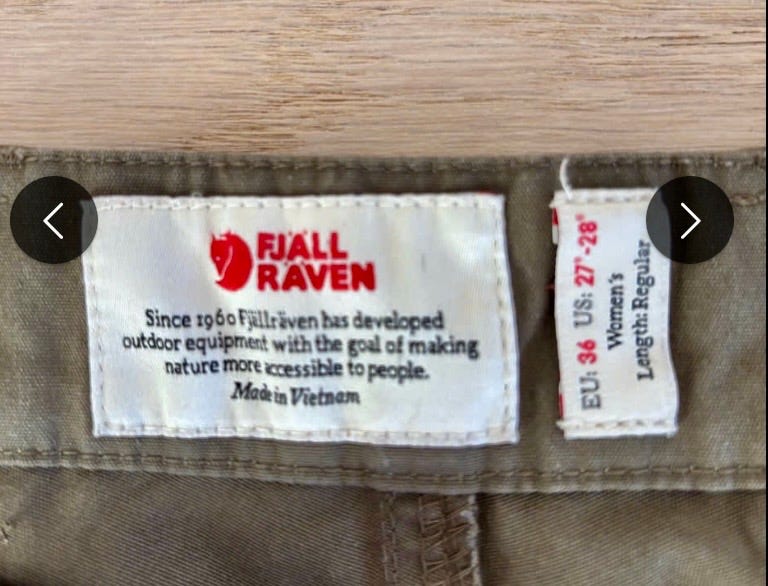 FJÄLL
RÄVEN
Since 1960 Fjällräven has developed
outdoor equipment with the goal of making
nature more accessible to people.
Made in Vietnam
EU: 36 US: 27"-28"
Women's
Length: Regular